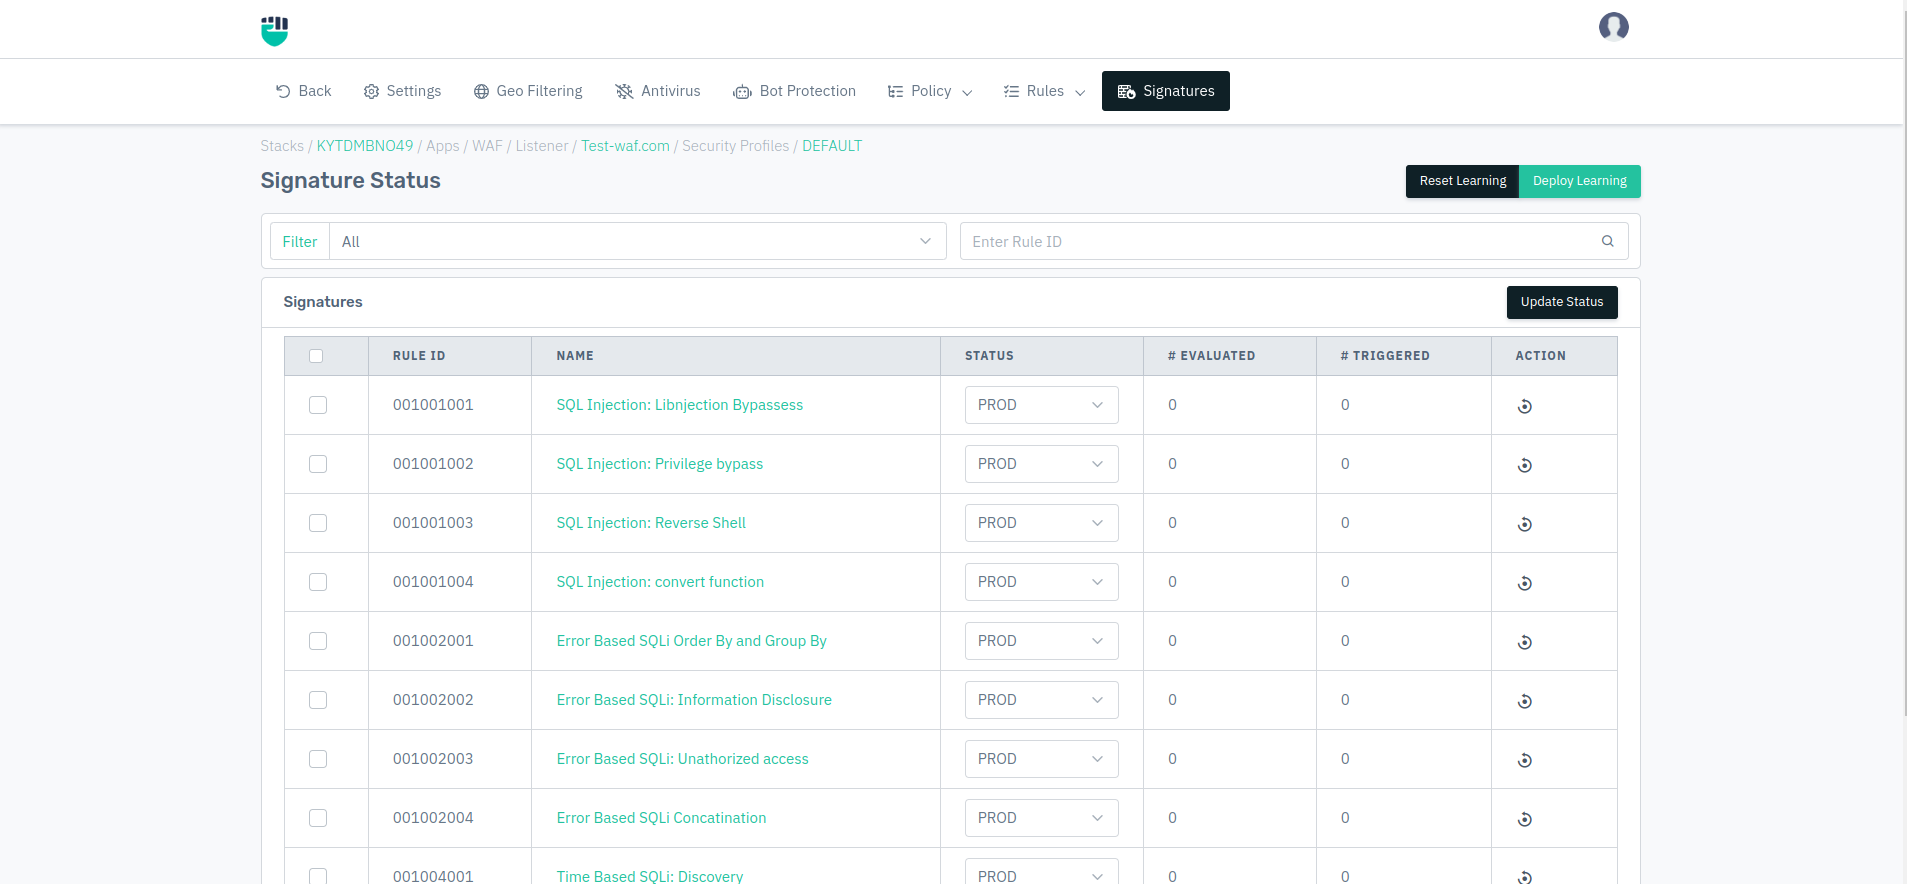 Back Settings Geo Filtering Antivirus Bot Protection Policy Rules Signatures
Stacks / KYTDMBNO49 / Apps / WAF / Listener / Test-waf.com / Security Profiles / DEFAULT
Signature Status
Reset Learning Deploy Learning
Filter All Enter Rule ID
Signatures Update Status
RULE ID NAME STATUS # EVALUATED # TRIGGERED ACTION
001001001 SQL Injection: Libnjection Bypassess PROD 0 0
001001002 SQL Injection: Privilege bypass PROD 0 0
001001003 SQL Injection: Reverse Shell PROD 0 0
001001004 SQL Injection: convert function PROD 0 0
001002001 Error Based SQLi Order By and Group By PROD 0 0
001002002 Error Based SQLi: Information Disclosure PROD 0 0
001002003 Error Based SQLi: Unathorized access PROD 0 0
001002004 Error Based SQLi Concatination PROD 0 0
001004001 Time Based SQLi: Discovery PROD 0 0